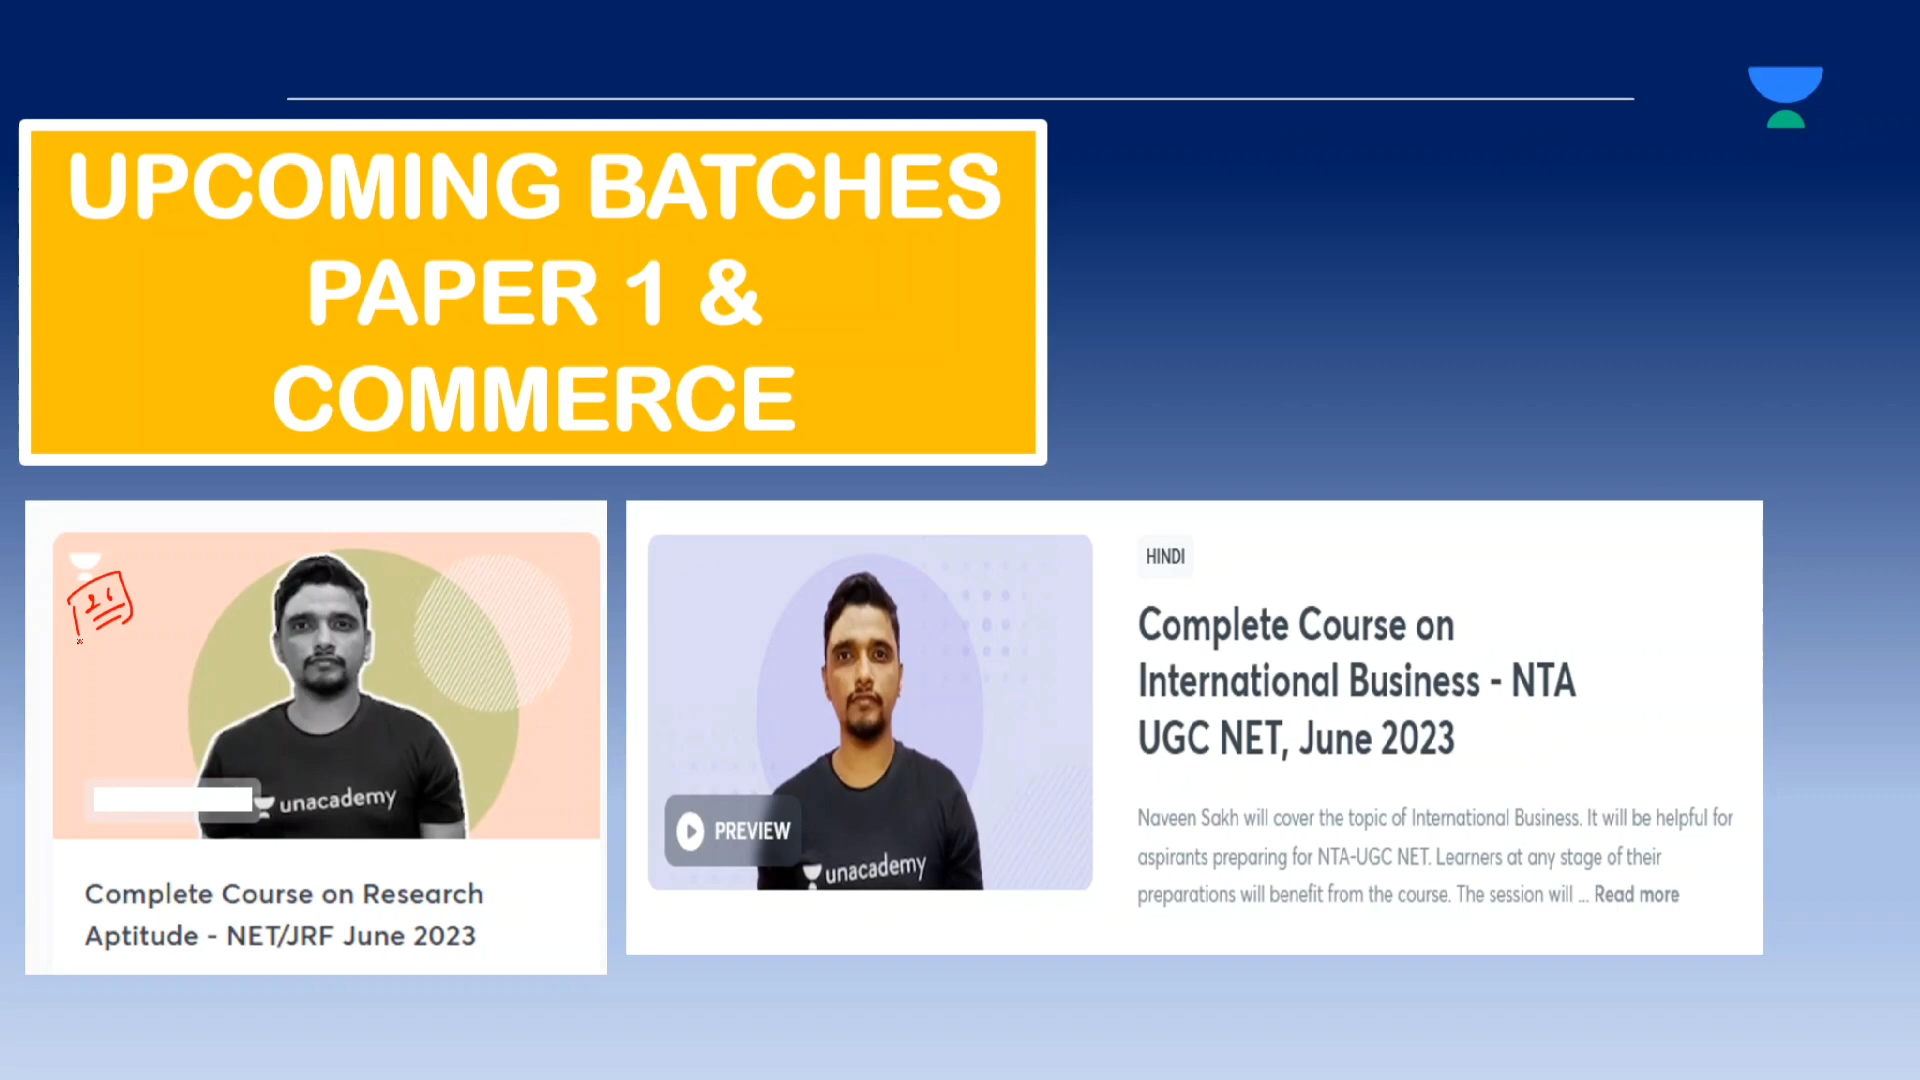 UPCOMING BATCHES
PAPER 1 &
COMMERCE
26
unacademy
Complete Course on Research
Aptitude - NET/JRF June 2023
PREVIEW
unacademy
HINDI
Complete Course on
International Business - NTA
UGC NET, June 2023
Naveen Sakh will cover the topic of International Business. It will be helpful for
aspirants preparing for NTA-UGC NET. Learners at any stage of their
preparations will benefit from the course. The session will ... Read more